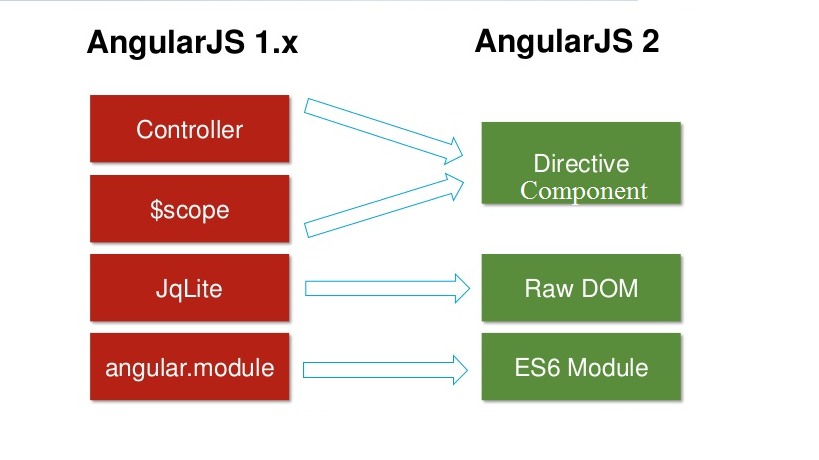 AngularJS 1.x
AngularJS 2
Controller
$scope
JqLite
angular.module
Directive
Component
Raw DOM
ES6 Module